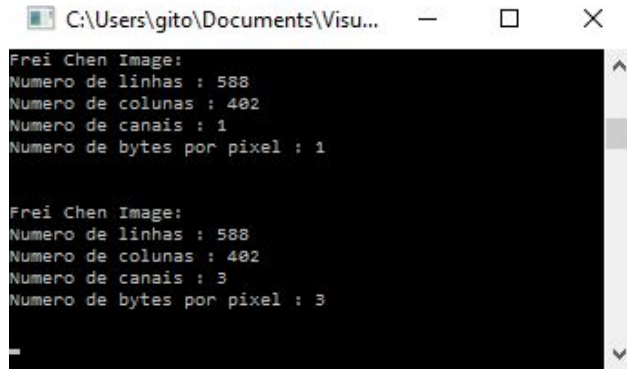 C:\Users\gito\Documents\Visu...
Frei Chen Image:
Numero de linhas : 588
Numero de colunas : 402
Numero de canais : 1
Numero de bytes por pixel : 1
Frei Chen Image:
Numero de linhas : 588
Numero de colunas : 402
Numero de canais : 3
Numero de bytes por pixel : 3